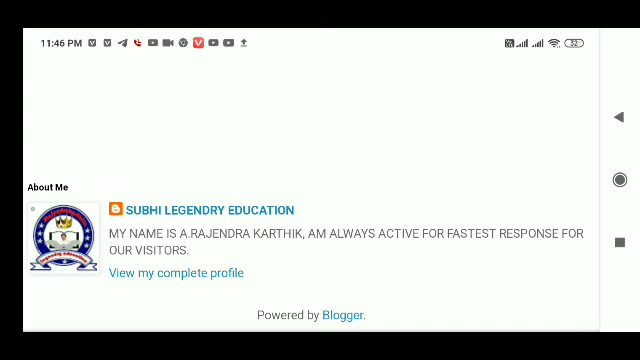 11:46 PM
32
About Me
SUBHI LEGENDRY EDUCATION
MY NAME IS A.RAJENDRA KARTHIK, AM ALWAYS ACTIVE FOR FASTEST RESPONSE FOR
OUR VISITORS.
View my complete profile
Powered by Blogger.